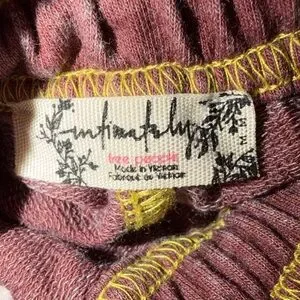 intimately
free people
Made in Vietnam
Fabriqué au Vietnam
M M M